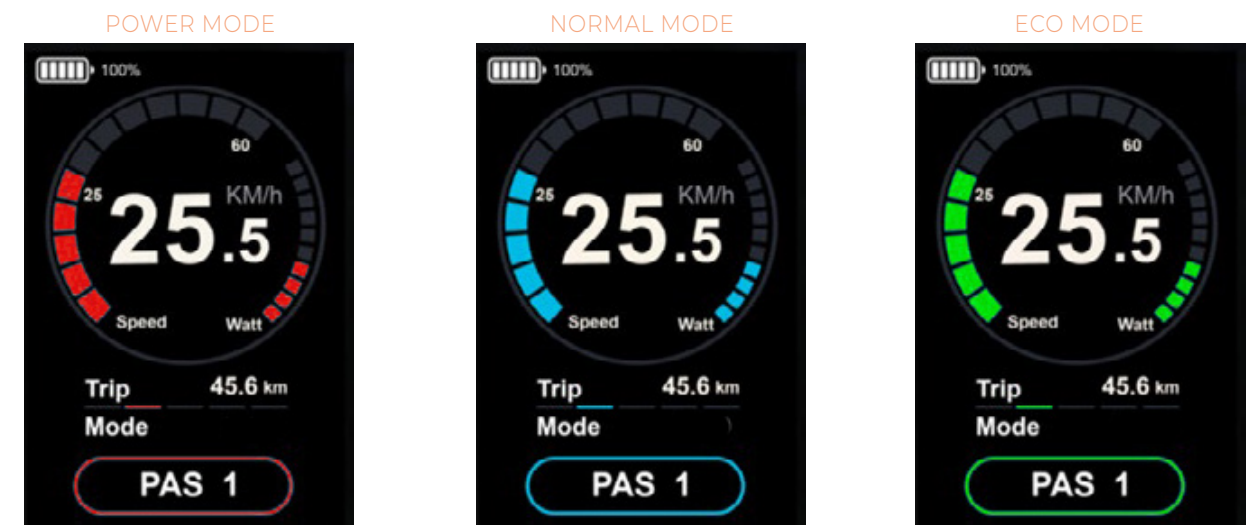 POWER MODE
100%
60
25
25.5 KM/h
Speed
Watt
Trip 45.6 km
Mode
PAS 1
NORMAL MODE
100%
60
25
25.5 KM/h
Speed
Watt
Trip 45.6 km
Mode
PAS 1
ECO MODE
100%
60
25
25.5 KM/h
Speed
Watt
Trip 45.6 km
Mode
PAS 1